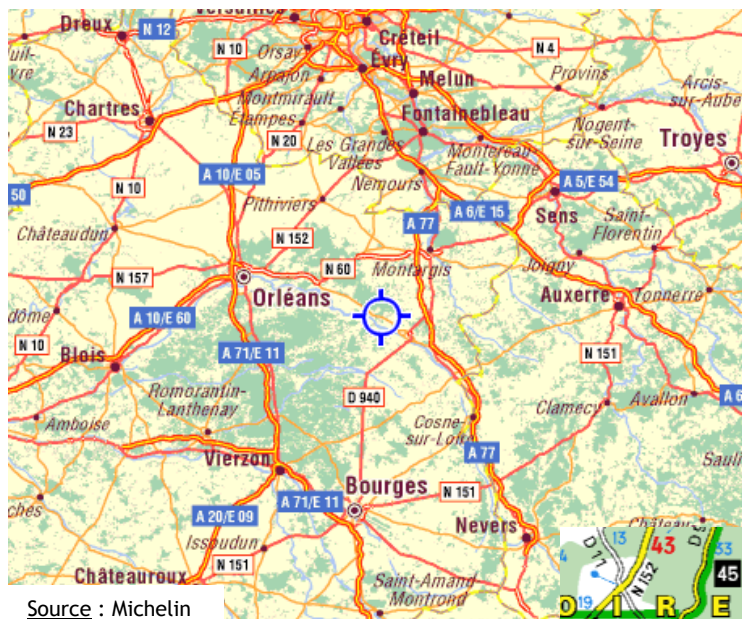 Versailles
Dreux
N 12
Créteil
N 10
Orsay
Évry
N 4
Arpajon
Melun
Provins
Arcis-
sur-Aube
Chartres
Montmirault
Étampes
Fontainebleau
N 23
N 20
Les Grandes
Vallées
Montereau
Fault-Yonne
Nogent-
sur-Seine
Troyes
50
N 10
A 10/E 05
Nemours
A 5/E 54
Pithiviers
A 77
A 6/E 15
Sens
Saint-
Florentin
Châteaudun
N 152
N 157
N 60
Montargis
Joigny
Orléans
Auxerre
Tonnerre
A 10/E 60
N 10
Blois
A 71/E 11
N 151
Romorantin-
Lanthenay
D 940
Avallon
A 6
Amboise
Cosne-
sur-Loire
Clamecy
Vierzon
A 77
Bourges
A 71/E 11
N 151
A 20/E 09
Nevers
Issoudun
N 151
Châteauroux
Saint-Amand
Montrond
13
43
33
D 11
N 152
45
19
O I R E
Source : Michelin